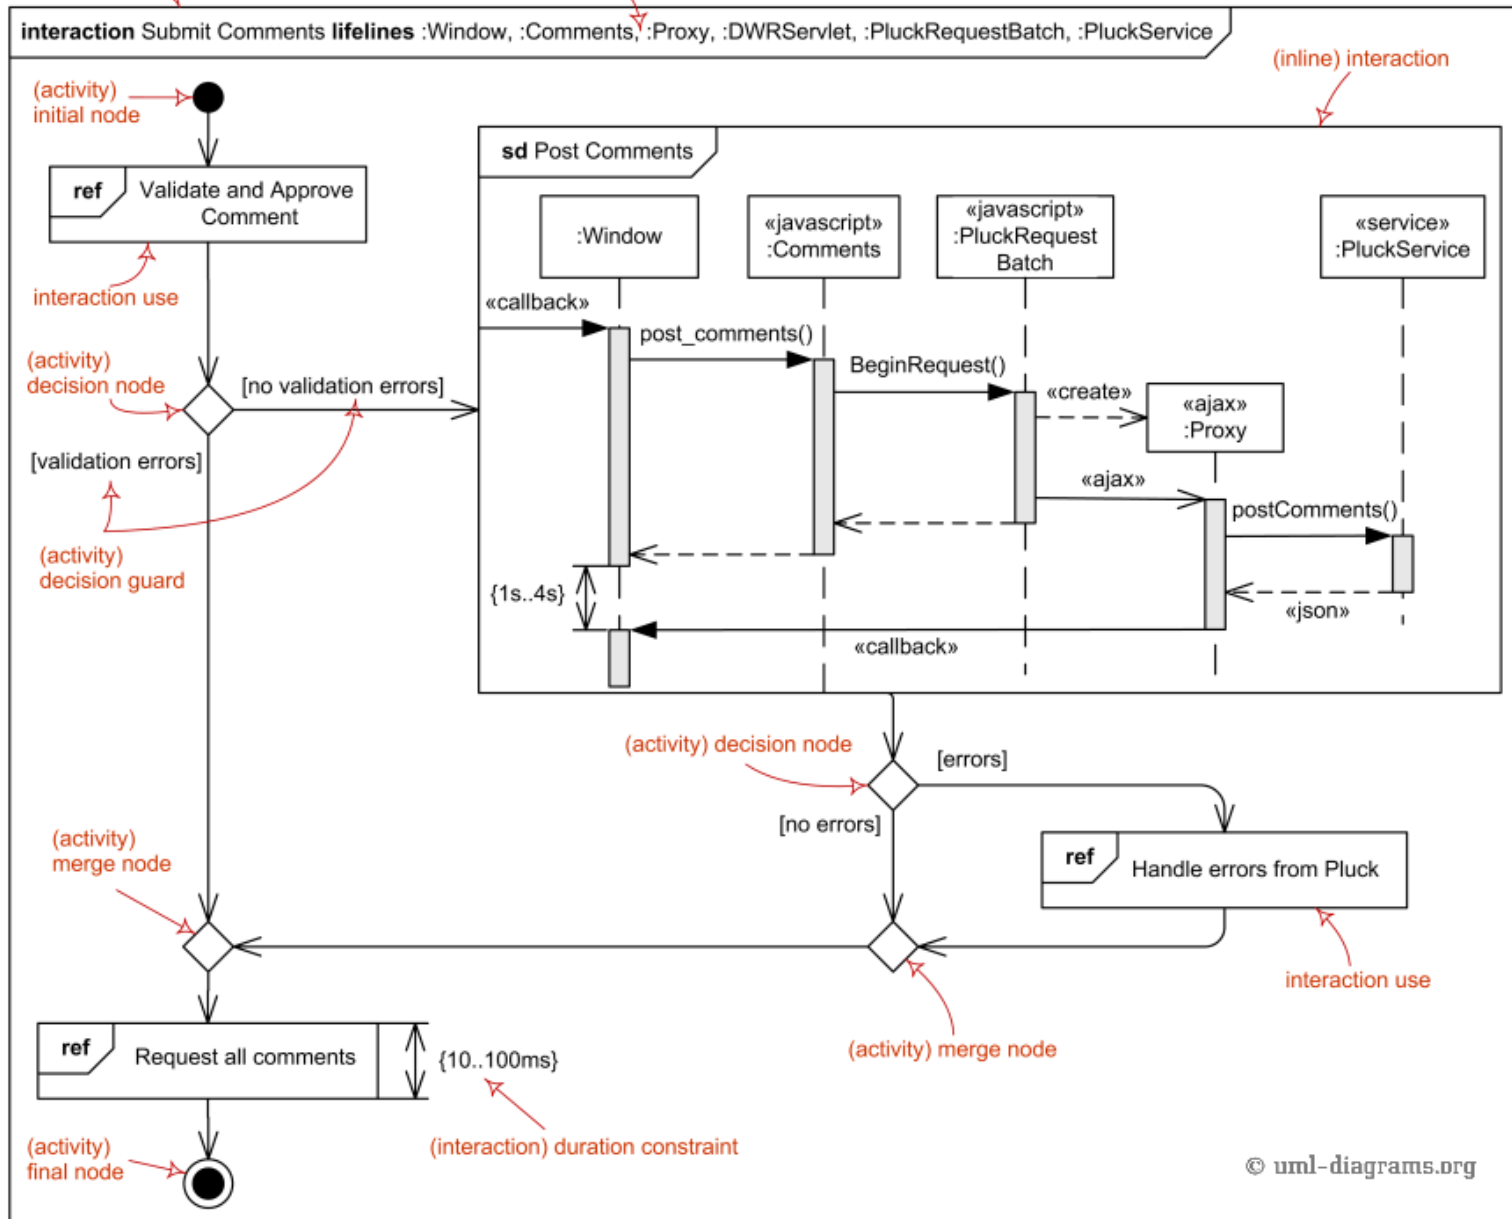 interaction Submit Comments lifelines :Window, :Comments, :Proxy, :DWRServlet, :PluckRequestBatch, :PluckService
(inline) interaction
(activity)
initial node
sd Post Comments
ref
Validate and Approve
Comment
:Window
«javascript»
:Comments
«javascript»
:PluckRequest
Batch
«service»
:PluckService
interaction use
«callback»
post_comments()
BeginRequest()
(activity)
decision node
[no validation errors]
«create»
«ajax»
:Proxy
[validation errors]
«ajax»
postComments()
(activity)
decision guard
{1s..4s}
«json»
«callback»
(activity) decision node
[errors]
[no errors]
(activity)
merge node
ref
Handle errors from Pluck
interaction use
ref
Request all comments
{10..100ms}
(activity) merge node
(activity)
final node
(interaction) duration constraint
© uml-diagrams.org